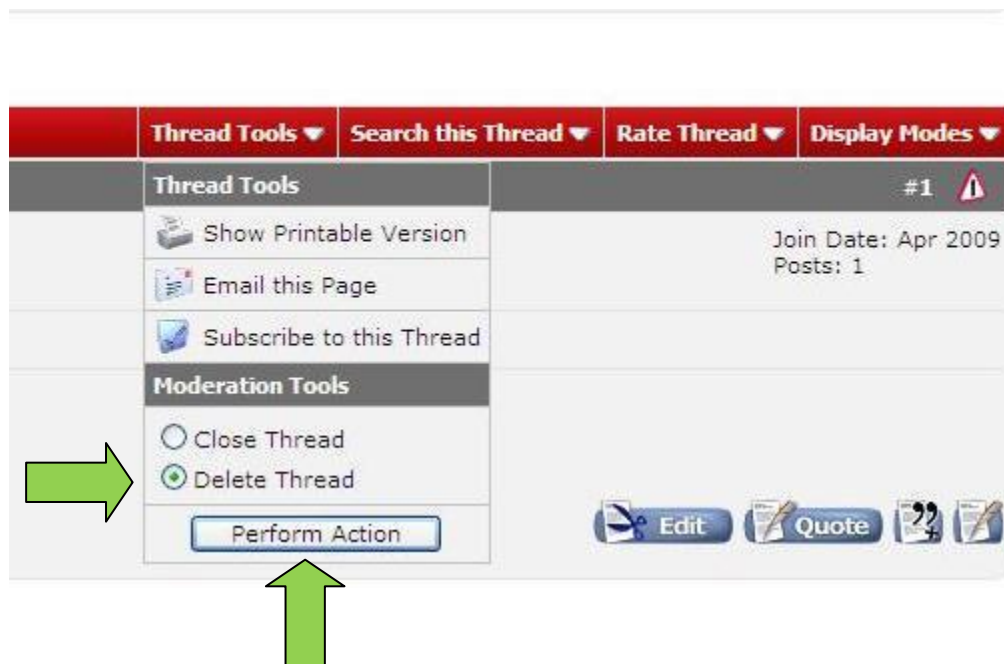 Thread Tools Search this Thread Rate Thread Display Modes
Thread Tools
#1
Show Printable Version
Join Date: Apr 2009
Posts: 1
Email this Page
Subscribe to this Thread
Moderation Tools
Close Thread
Delete Thread
Perform Action
Edit Quote